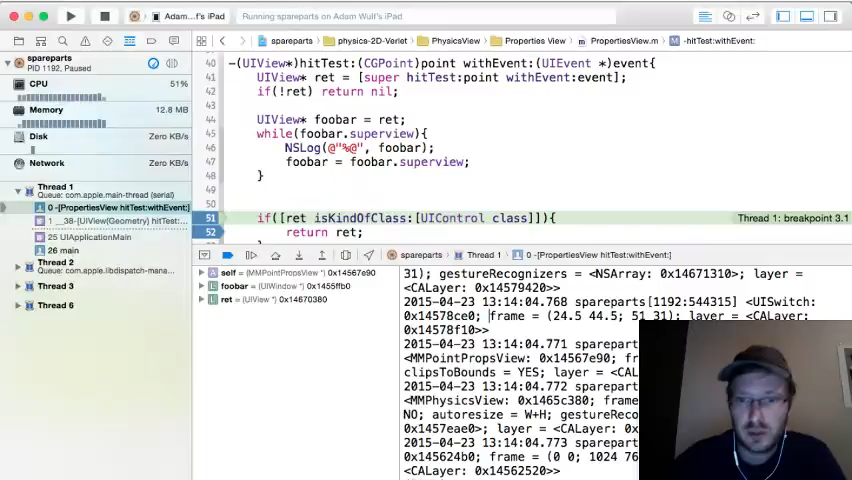 Adam...f's iPad
Running spareparts on Adam Wulf's iPad
spareparts
physics-2D-Verlet
PhysicsView
Properties View
PropertiesView.m
-hitTest:withEvent:
spareparts
PID 1192, Paused
CPU
51%
Memory
12.8 MB
Disk
Zero KB/s
Network
Zero KB/s
Thread 1
Queue: com.apple.main-thread (serial)
0 -[PropertiesView hitTest:withEvent:]
1 __38-[UIView(Geometry) hitTest:...
25 UIApplicationMain
26 main
Thread 2
Queue: com.apple.libdispatch-mana...
Thread 3
Thread 6
40 -(UIView*)hitTest:(CGPoint)point withEvent:(UIEvent *)event{
41 UIView* ret = [super hitTest:point withEvent:event];
42 if(!ret) return nil;
43
44 UIView* foobar = ret;
45 while(foobar.superview){
46 NSLog(@"%@", foobar);
47 foobar = foobar.superview;
48 }
49
50
51 if([ret isKindOfClass:[UIControl class]]){
Thread 1: breakpoint 3.1
52 return ret;
spareparts
Thread 1
0 -[PropertiesView hitTest:withEvent:]
self = (MMPointPropsView *) 0x14567e90
foobar = (UIWindow *) 0x1455ffb0
ret = (UIView *) 0x14670380
31); gestureRecognizers = <NSArray: 0x14671310>; layer =
<CALayer: 0x14579420>>
2015-04-23 13:14:04.768 spareparts[1192:544315] <UISwitch:
0x14578ce0; frame = (24.5 44.5; 51 31); layer = <CALayer:
0x14578f10>>
2015-04-23 13:14:04.771 spare
<MMPointPropsView: 0x14567e90; fr
clipsToBounds = YES; layer = <CAL
2015-04-23 13:14:04.772 spare
<MMPhysicsView: 0x1465c380; frame
NO; autoresize = W+H; gestureReco
0x1457eae0>; layer = <CALayer: 0
2015-04-23 13:14:04.773 spare
0x145624b0; frame = (0 0; 1024 76
<CALayer: 0x14562520>>